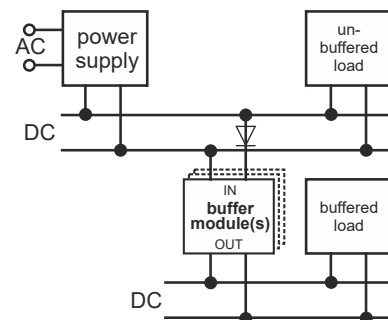 AC
power
supply
un-
buffered
load
DC
IN
buffer
module(s)
OUT
buffered
load
DC